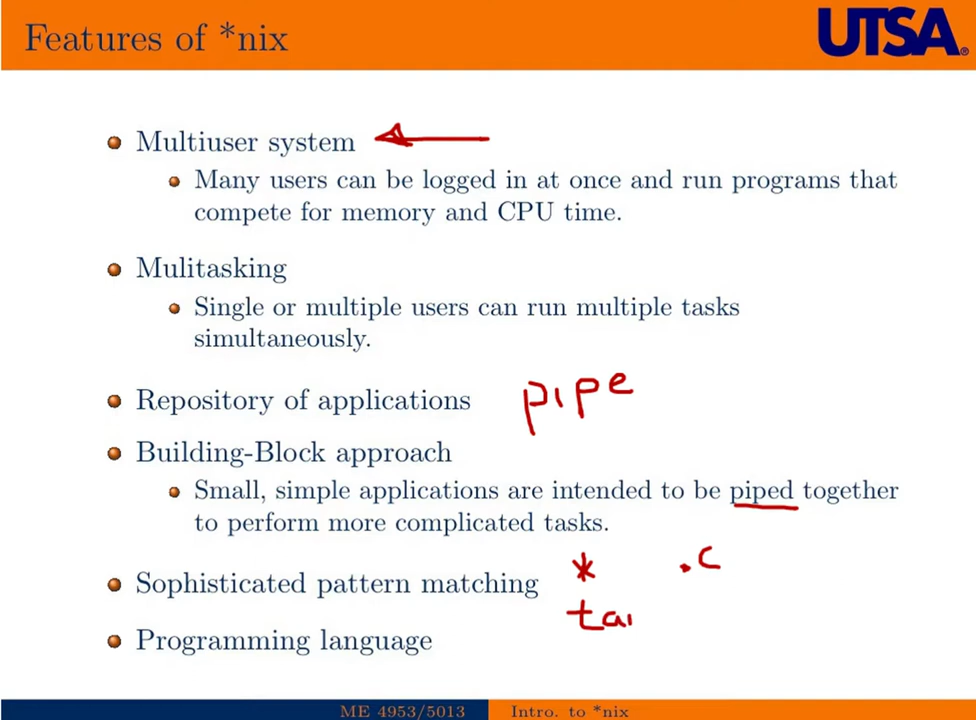 Features of *nix
UTSA®
Multiuser system
Many users can be logged in at once and run programs that
compete for memory and CPU time.
Mulitasking
Single or multiple users can run multiple tasks
simultaneously.
Repository of applications pipe
Building-Block approach
Small, simple applications are intended to be piped together
to perform more complicated tasks.
Sophisticated pattern matching * .c
Programming language
ME 4953/5013 Intro. to *nix